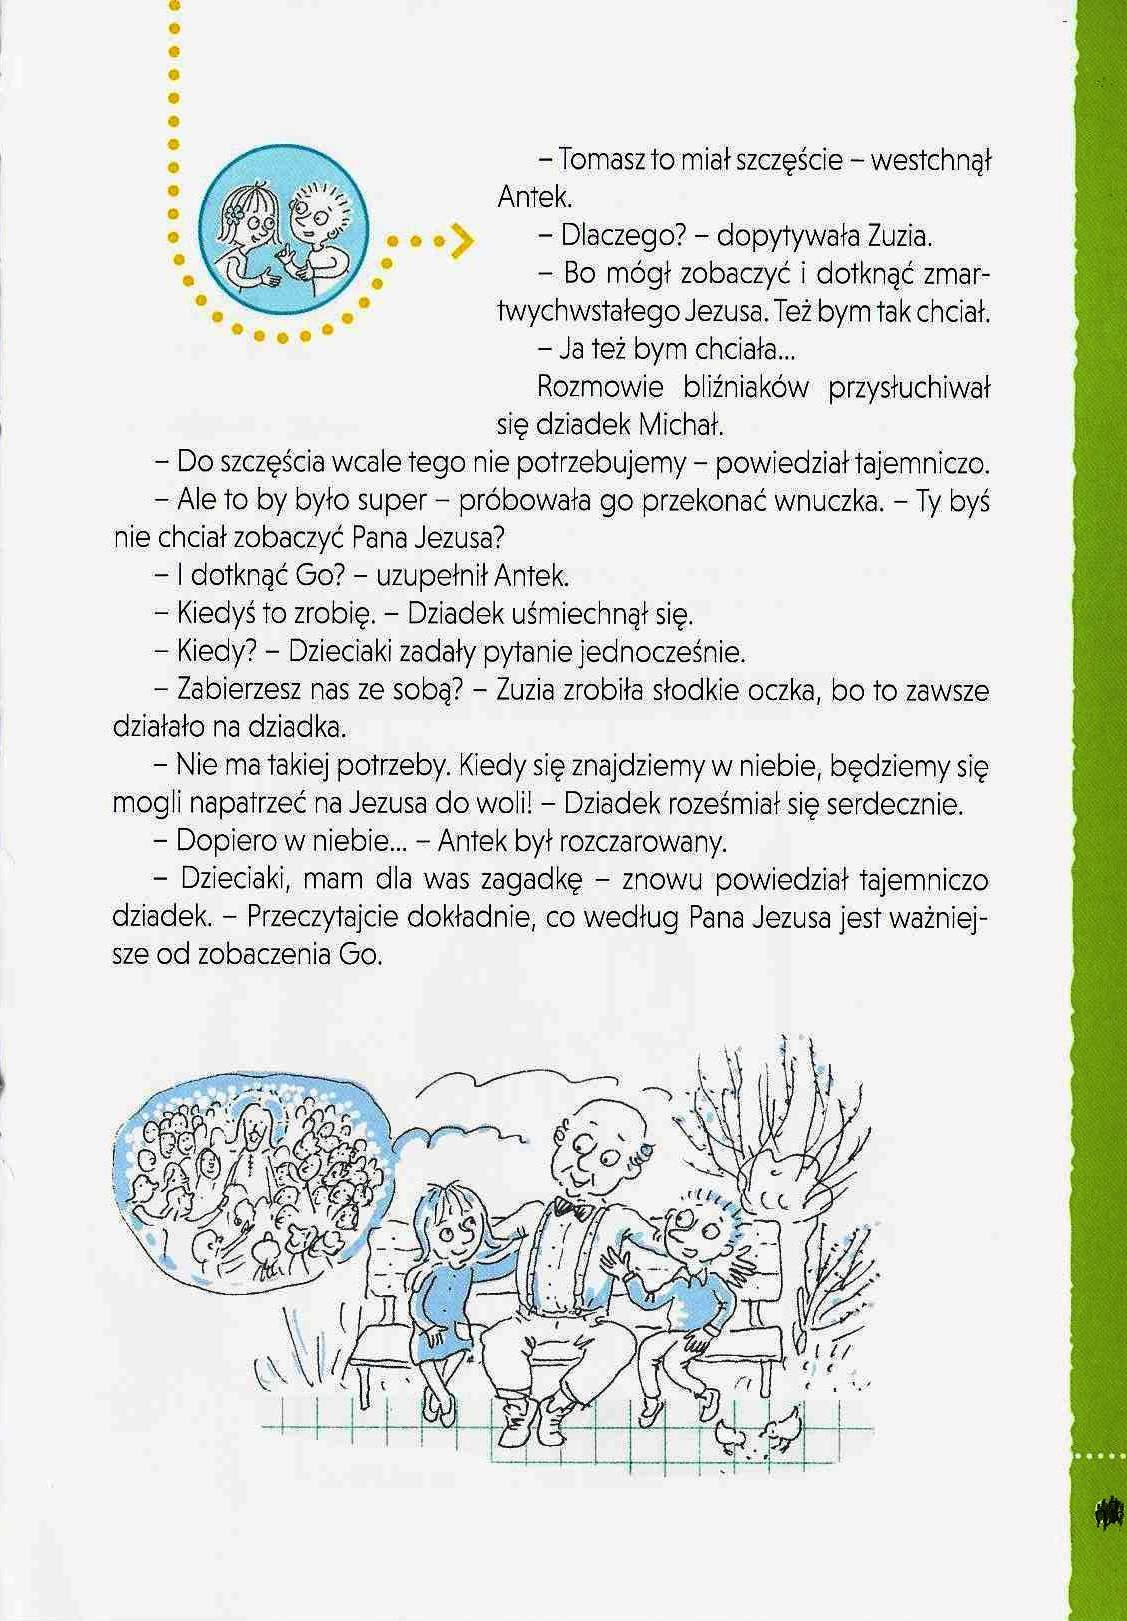 – Tomasz to miał szczęście – westchnął
Antek.
– Dlaczego? – dopytywała Zuzia.
– Bo mógł zobaczyć i dotknąć zmar-
twychwstałego Jezusa. Też bym tak chciał.
– Ja też bym chciała...
Rozmowie bliźniaków przysłuchiwał
się dziadek Michał.
– Do szczęścia wcale tego nie potrzebujemy – powiedział tajemniczo.
– Ale to by było super – próbowała go przekonać wnuczka. – Ty byś
nie chciał zobaczyć Pana Jezusa?
– I dotknąć Go? – uzupełnił Antek.
– Kiedyś to zrobię. – Dziadek uśmiechnął się.
– Kiedy? – Dzieciaki zadały pytanie jednocześnie.
– Zabierzesz nas ze sobą? – Zuzia zrobiła słodkie oczka, bo to zawsze
działało na dziadka.
– Nie ma takiej potrzeby. Kiedy się znajdziemy w niebie, będziemy się
mogli napatrzeć na Jezusa do woli! – Dziadek roześmiał się serdecznie.
– Dopiero w niebie... – Antek był rozczarowany.
– Dzieciaki, mam dla was zagadkę – znowu powiedział tajemniczo
dziadek. – Przeczytajcie dokładnie, co według Pana Jezusa jest ważniej-
sze od zobaczenia Go.